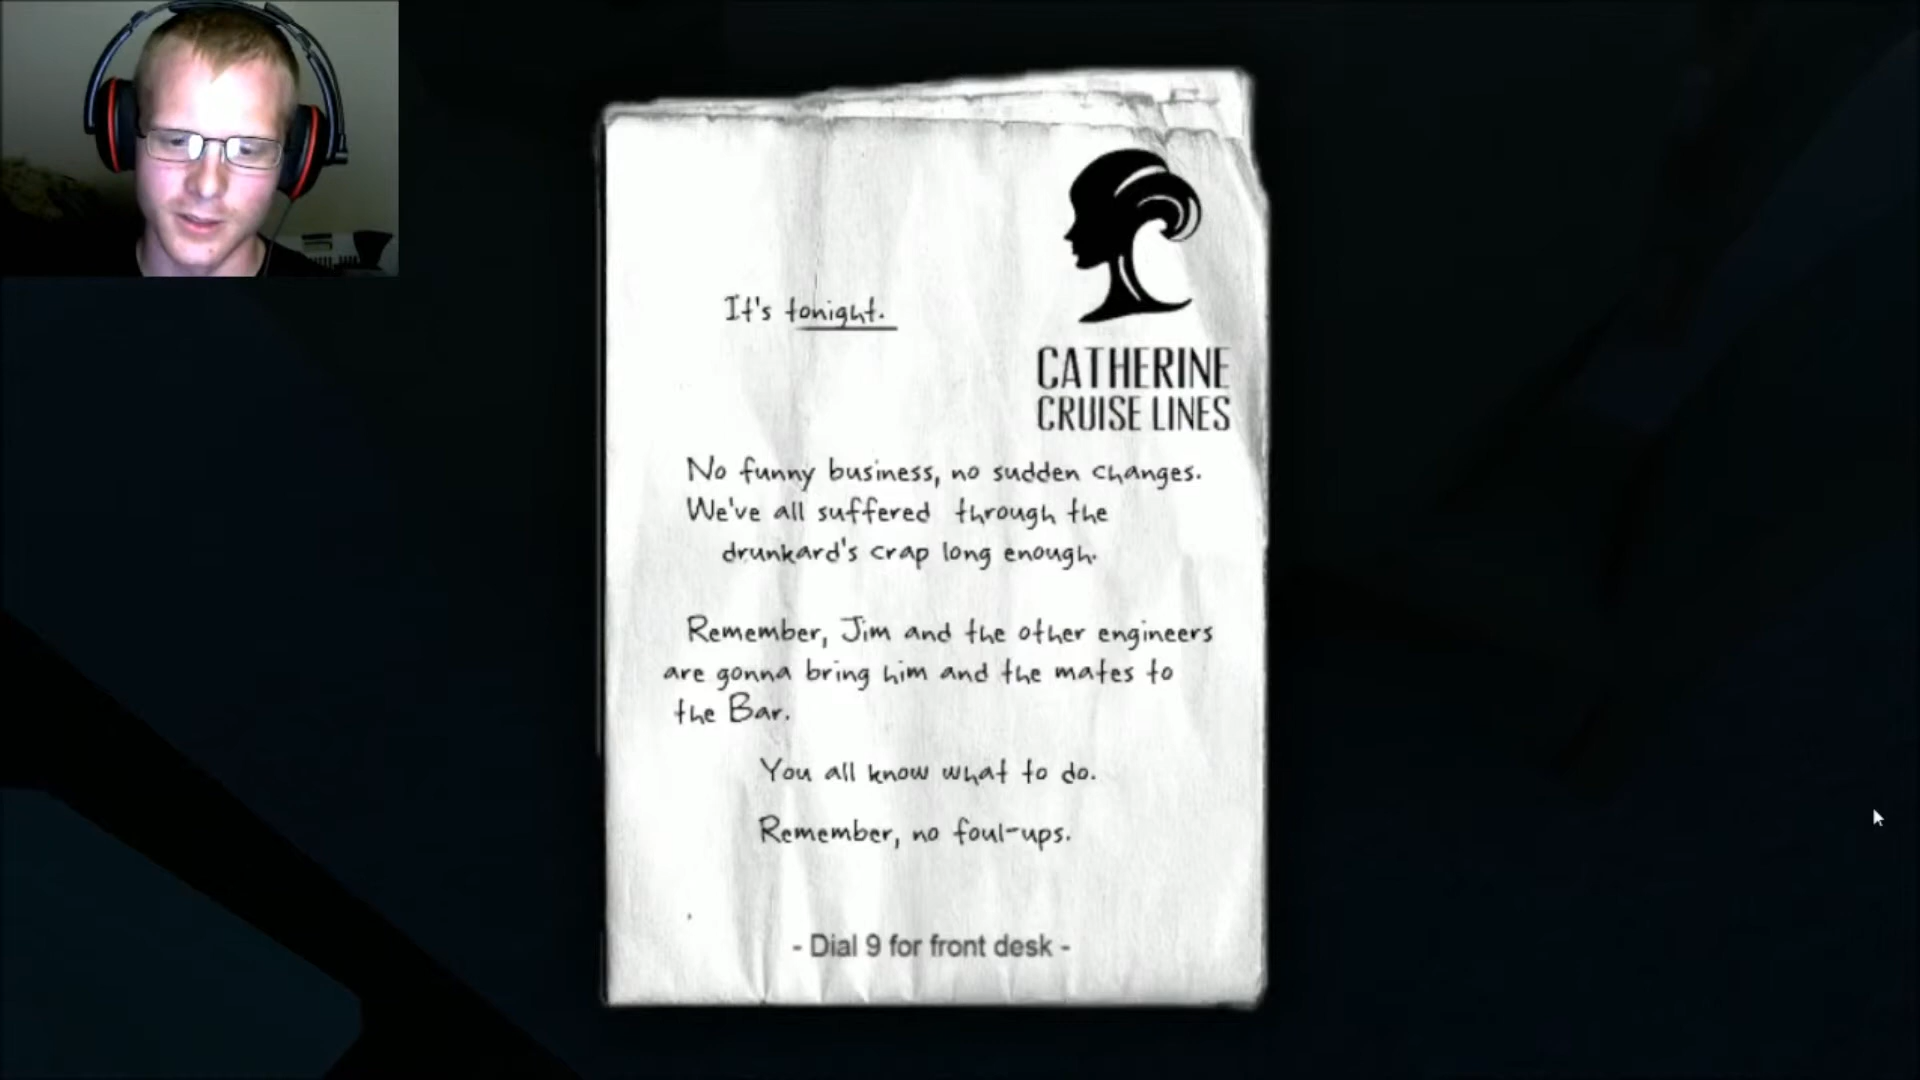 It's tonight.
CATHERINE
CRUISE LINES
No funny business, no sudden changes.
We've all suffered through the
drunkard's crap long enough.
Remember, Jim and the other engineers
are gonna bring him and the mates to
the Bar.
You all know what to do.
Remember, no foul-ups.
- Dial 9 for front desk -